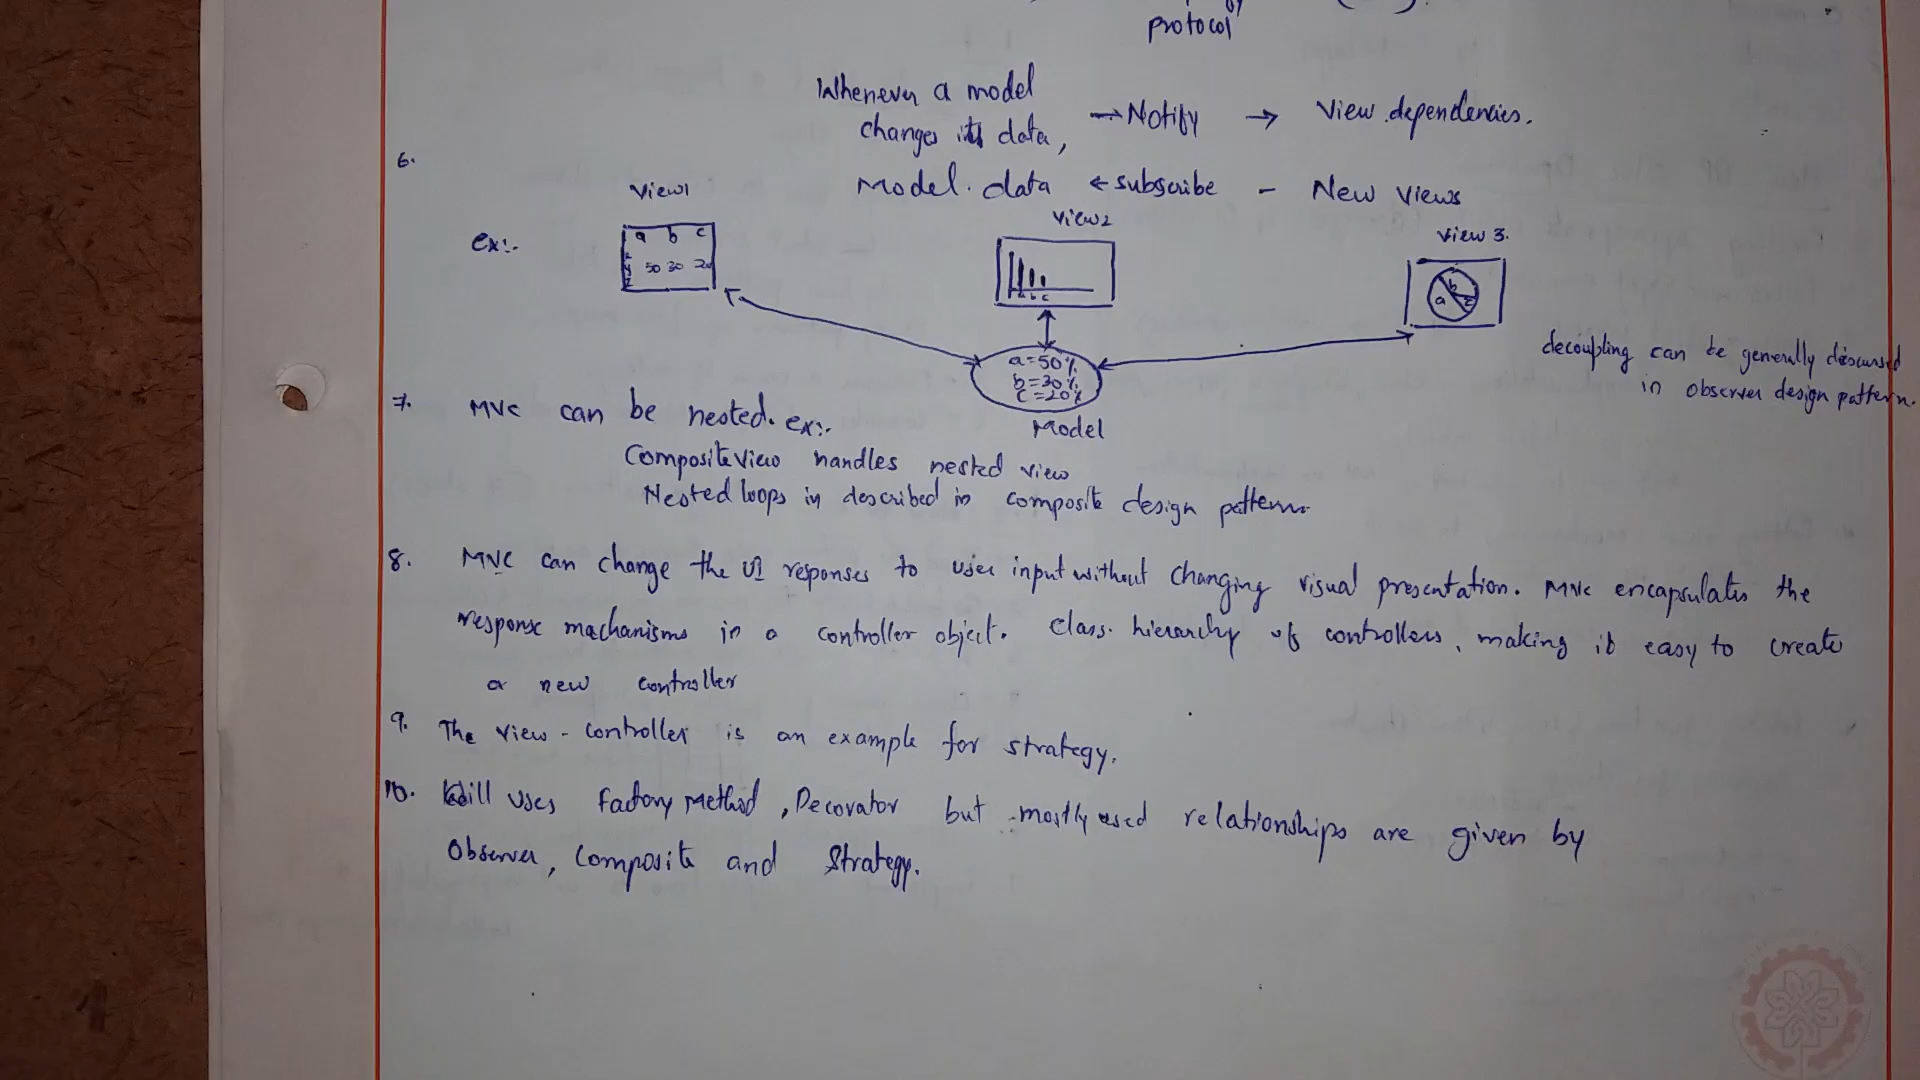 protocol
Whenever a model
changes its data,
→ Notify → View dependencies.
6.
Model data ← subscribe - New Views
View1
View2
View 3.
ex:-
a b c
x
y 50 30 20
z
a b c
b
a c
a=50%
b=30%
c=20%
Model
decoupling can be generally discussed
in observer design pattern.
7. MVC can be nested. ex:-
Composite View handles nested view
Nested loops in described in composite design pattern
8. MVC can change the UI responses to user input without changing visual presentation. MVC encapsulates the
response machanisms in a controller object. Class hierarchy of controllers, making it easy to create
a new controller
9. The View - Controller is an example for strategy.
10. Will uses Factory Method, Decorator but mostly used relationships are given by
Observer, Composite and Strategy.